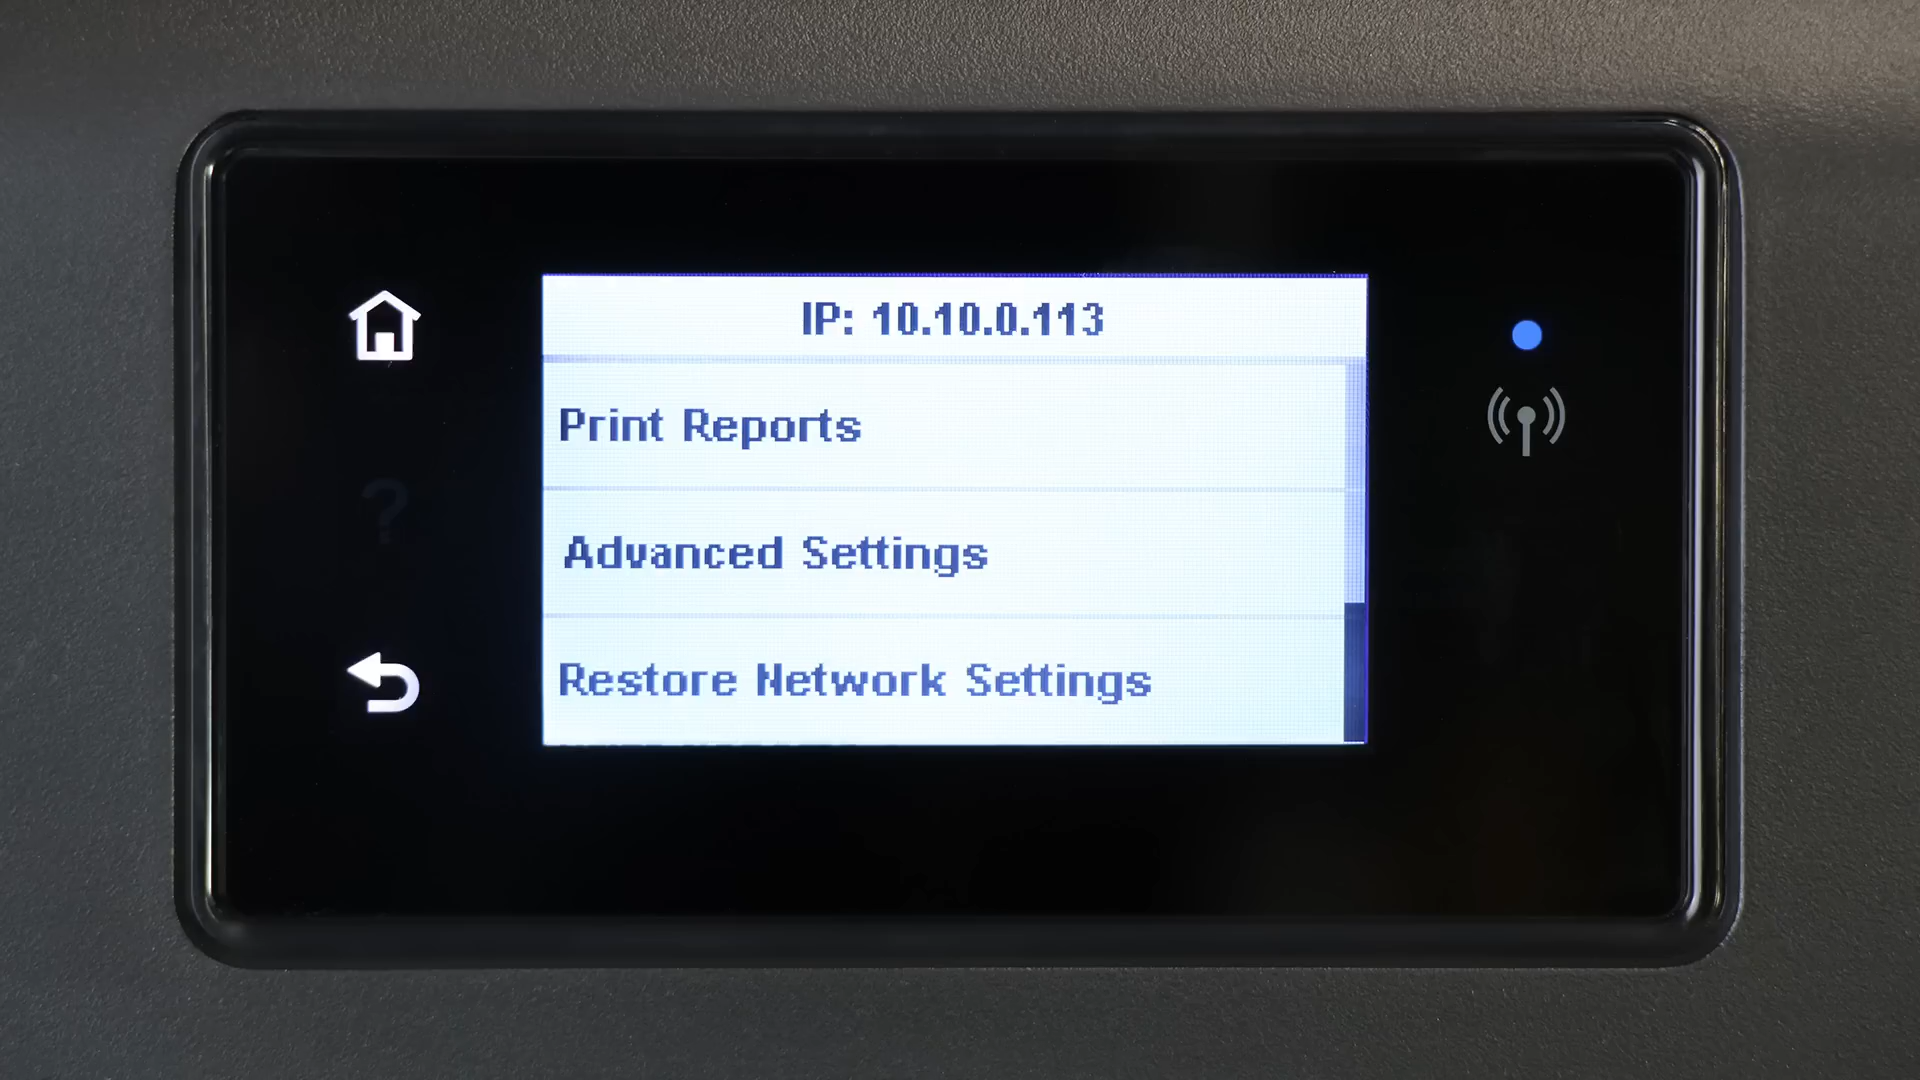 IP: 10.10.0.113
Print Reports
Advanced Settings
Restore Network Settings